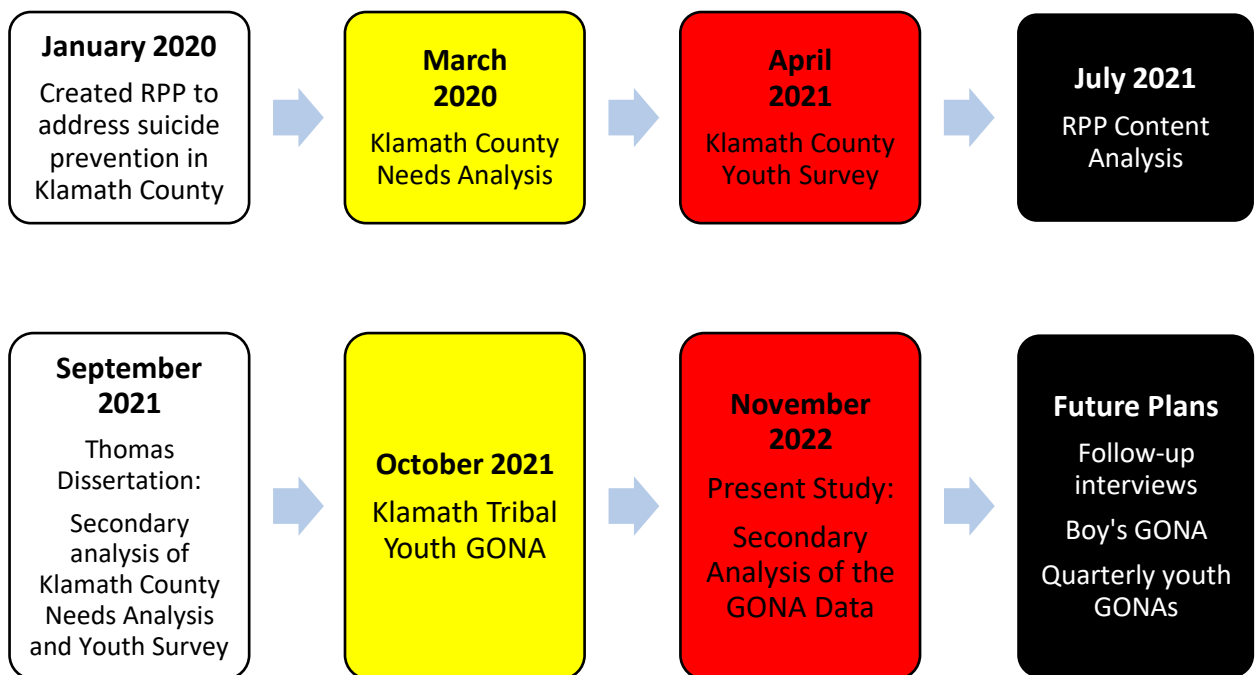 January 2020
Created RPP to
address suicide
prevention in
Klamath County
March
2020
Klamath County
Needs Analysis
April
2021
Klamath County
Youth Survey
July 2021
RPP Content
Analysis
September
2021
Thomas
Dissertation:
Secondary
analysis of
Klamath County
Needs Analysis
and Youth Survey
October 2021
Klamath Tribal
Youth GONA
November
2022
Present Study:
Secondary
Analysis of the
GONA Data
Future Plans
Follow-up
interviews
Boy's GONA
Quarterly youth
GONAs